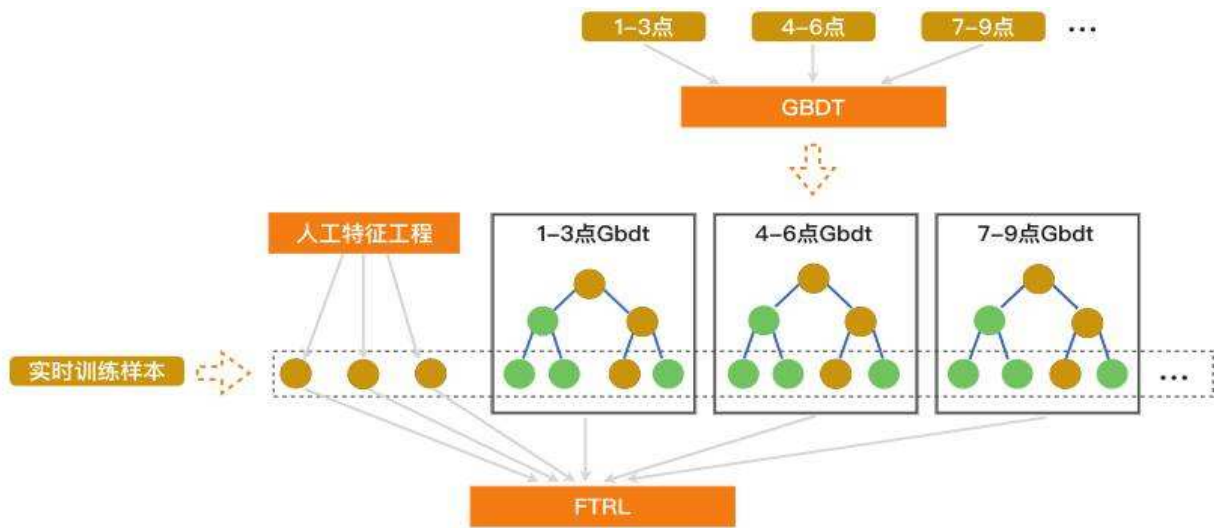 1–3点
4–6点
7–9点
...
GBDT
人工特征工程
1–3点Gbdt
4–6点Gbdt
7–9点Gbdt
实时训练样本
...
FTRL